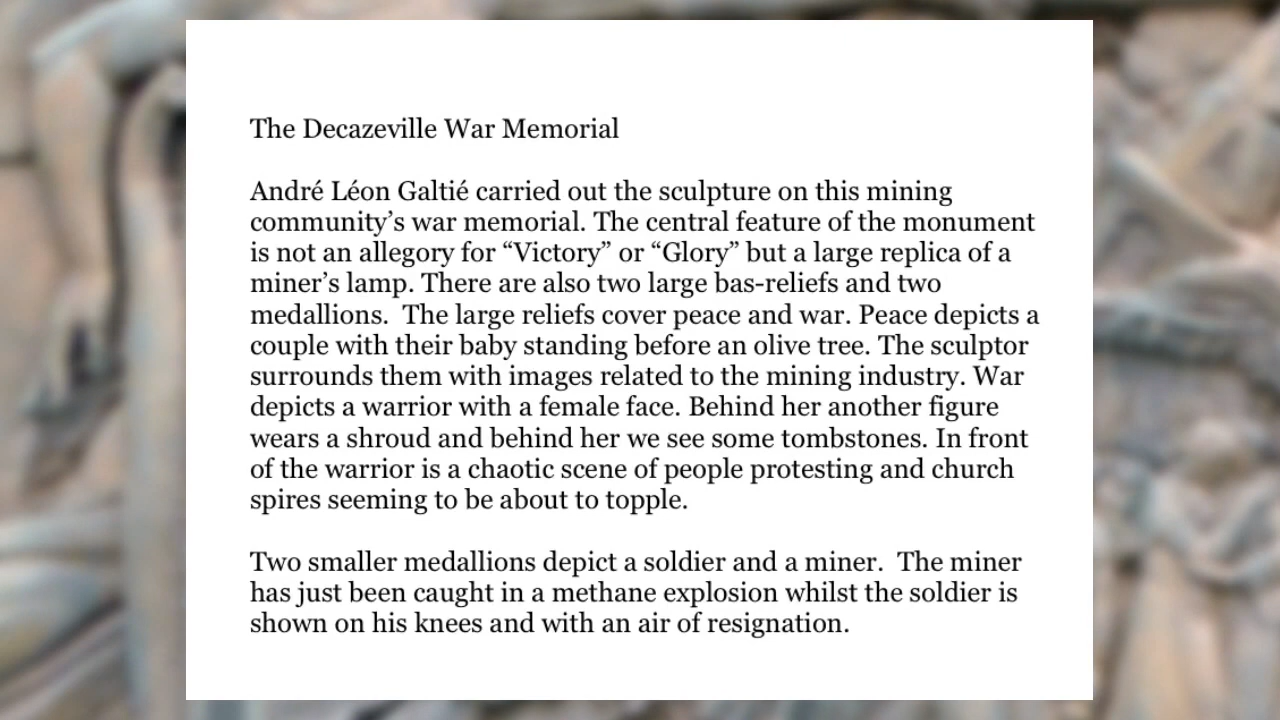 The Decazeville War Memorial
André Léon Galtié carried out the sculpture on this mining
community’s war memorial. The central feature of the monument
is not an allegory for “Victory” or “Glory” but a large replica of a
miner’s lamp. There are also two large bas-reliefs and two
medallions.  The large reliefs cover peace and war. Peace depicts a
couple with their baby standing before an olive tree. The sculptor
surrounds them with images related to the mining industry. War
depicts a warrior with a female face. Behind her another figure
wears a shroud and behind her we see some tombstones. In front
of the warrior is a chaotic scene of people protesting and church
spires seeming to be about to topple.
Two smaller medallions depict a soldier and a miner.  The miner
has just been caught in a methane explosion whilst the soldier is
shown on his knees and with an air of resignation.